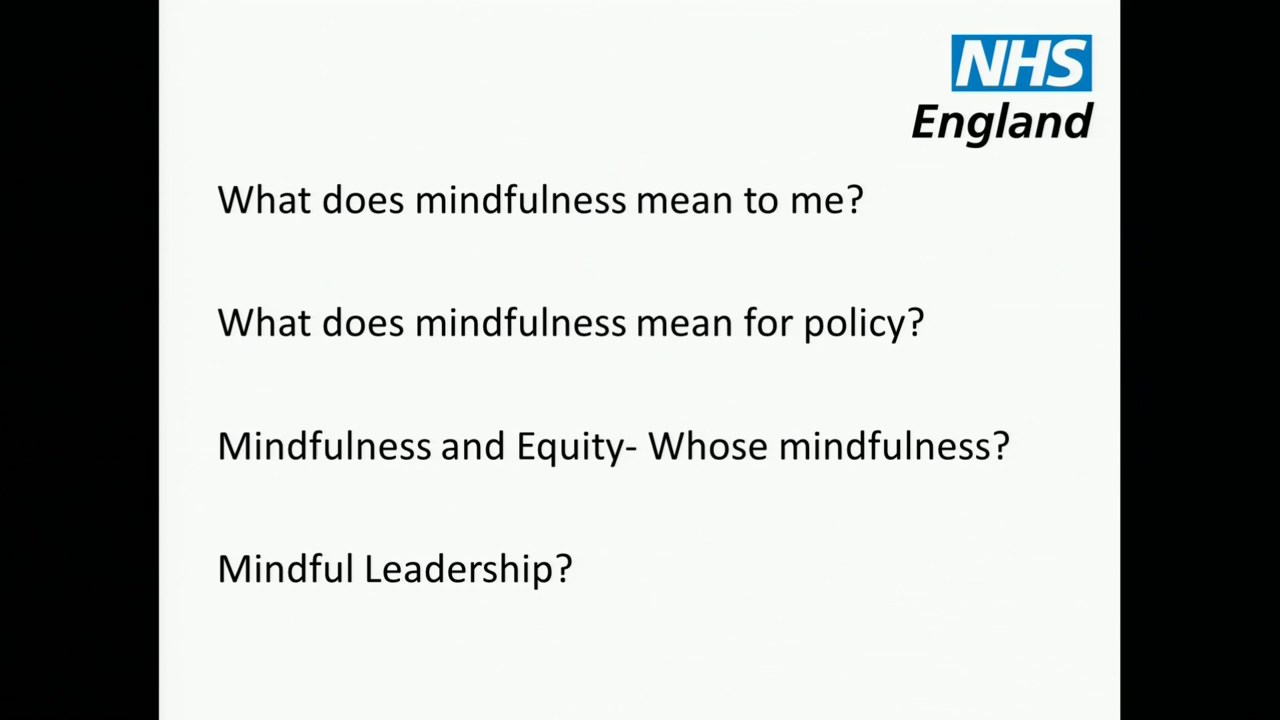 NHS
England
What does mindfulness mean to me?
What does mindfulness mean for policy?
Mindfulness and Equity- Whose mindfulness?
Mindful Leadership?